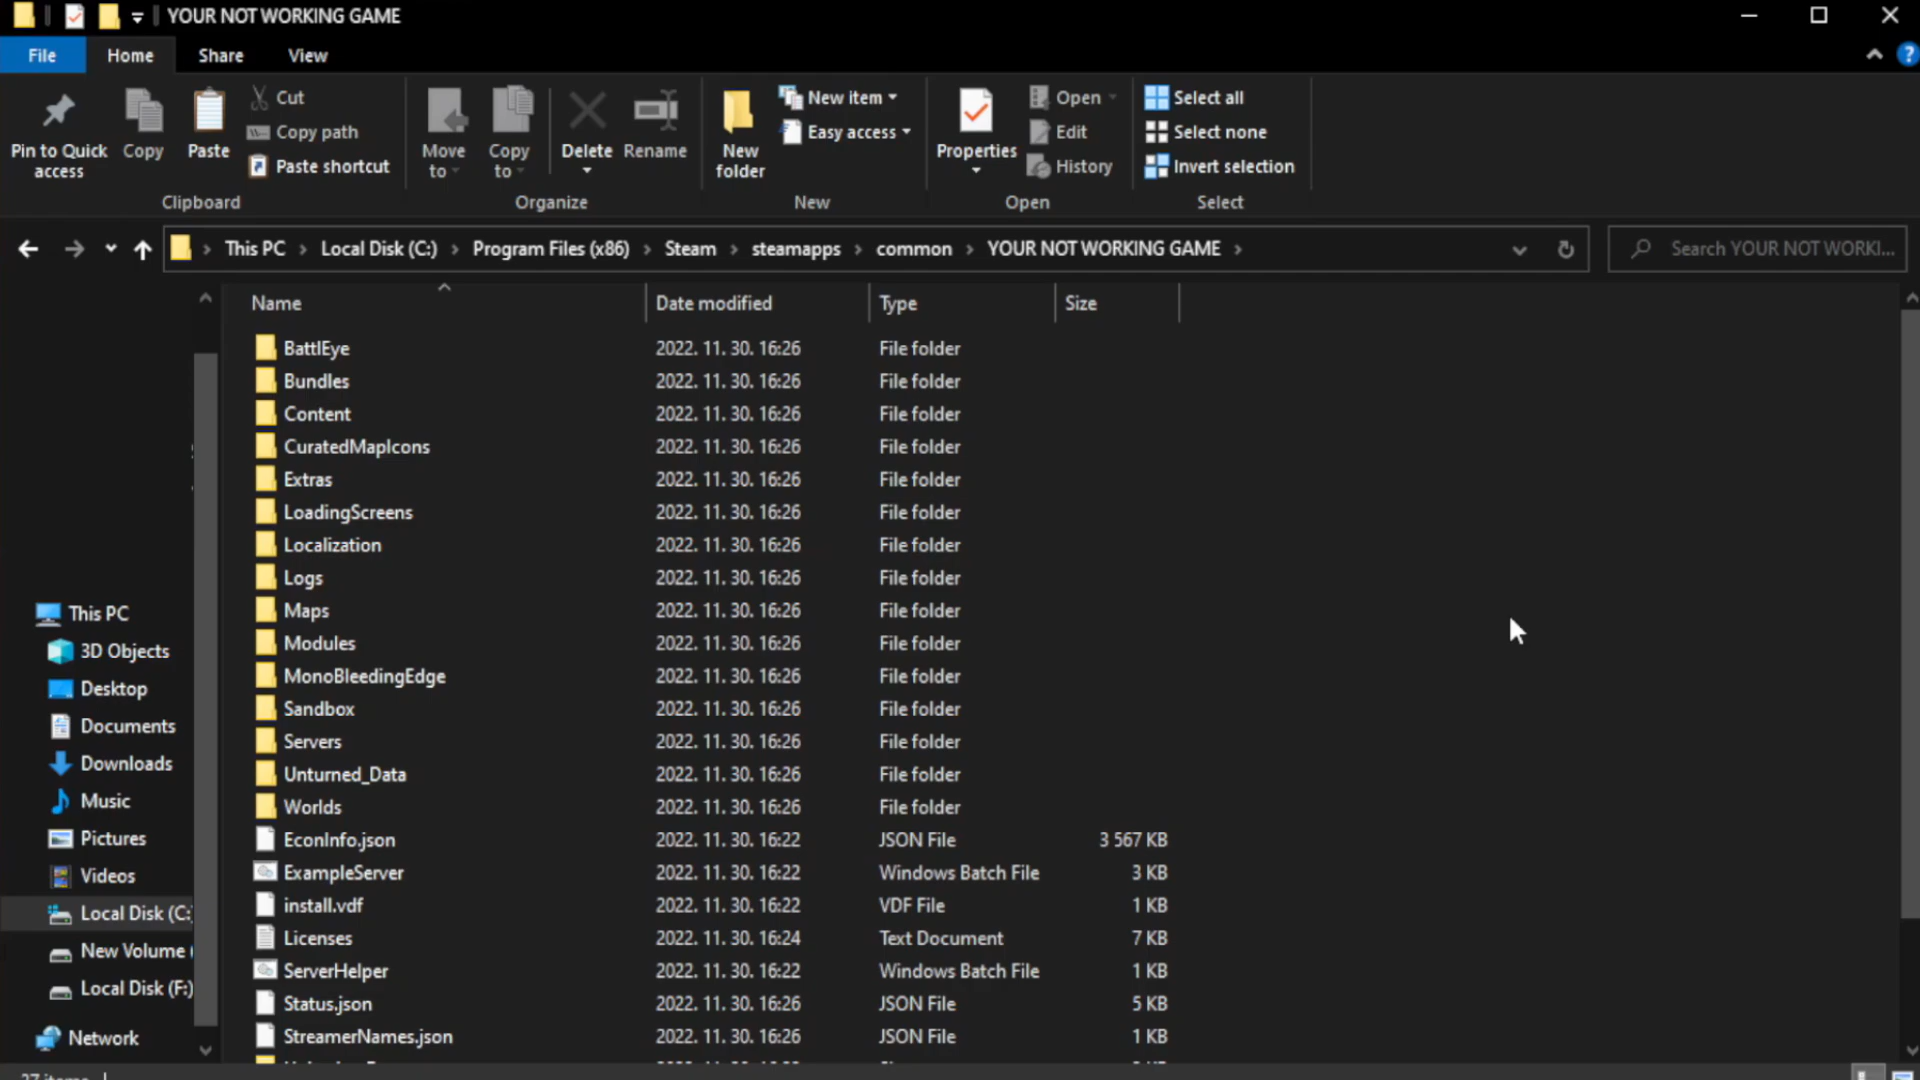 YOUR NOT WORKING GAME
File Home Share View
Pin to Quick access
Copy
Paste
Cut
Copy path
Paste shortcut
Clipboard
Move to
Copy to
Delete
Rename
Organize
New folder
New item
Easy access
New
Properties
Open
Edit
History
Open
Select all
Select none
Invert selection
Select
This PC Local Disk (C:) Program Files (x86) Steam steamapps common YOUR NOT WORKING GAME
Search YOUR NOT WORKI...
Name Date modified Type Size
BattlEye 2022. 11. 30. 16:26 File folder
Bundles 2022. 11. 30. 16:26 File folder
Content 2022. 11. 30. 16:26 File folder
CuratedMapIcons 2022. 11. 30. 16:26 File folder
Extras 2022. 11. 30. 16:26 File folder
LoadingScreens 2022. 11. 30. 16:26 File folder
Localization 2022. 11. 30. 16:26 File folder
Logs 2022. 11. 30. 16:26 File folder
Maps 2022. 11. 30. 16:26 File folder
Modules 2022. 11. 30. 16:26 File folder
MonoBleedingEdge 2022. 11. 30. 16:26 File folder
Sandbox 2022. 11. 30. 16:26 File folder
Servers 2022. 11. 30. 16:26 File folder
Unturned_Data 2022. 11. 30. 16:26 File folder
Worlds 2022. 11. 30. 16:26 File folder
EconInfo.json 2022. 11. 30. 16:22 JSON File 3 567 KB
ExampleServer 2022. 11. 30. 16:22 Windows Batch File 3 KB
install.vdf 2022. 11. 30. 16:22 VDF File 1 KB
Licenses 2022. 11. 30. 16:24 Text Document 7 KB
ServerHelper 2022. 11. 30. 16:22 Windows Batch File 1 KB
Status.json 2022. 11. 30. 16:26 JSON File 5 KB
StreamerNames.json 2022. 11. 30. 16:26 JSON File 1 KB
This PC
3D Objects
Desktop
Documents
Downloads
Music
Pictures
Videos
Local Disk (C:
New Volume (
Local Disk (F:)
Network